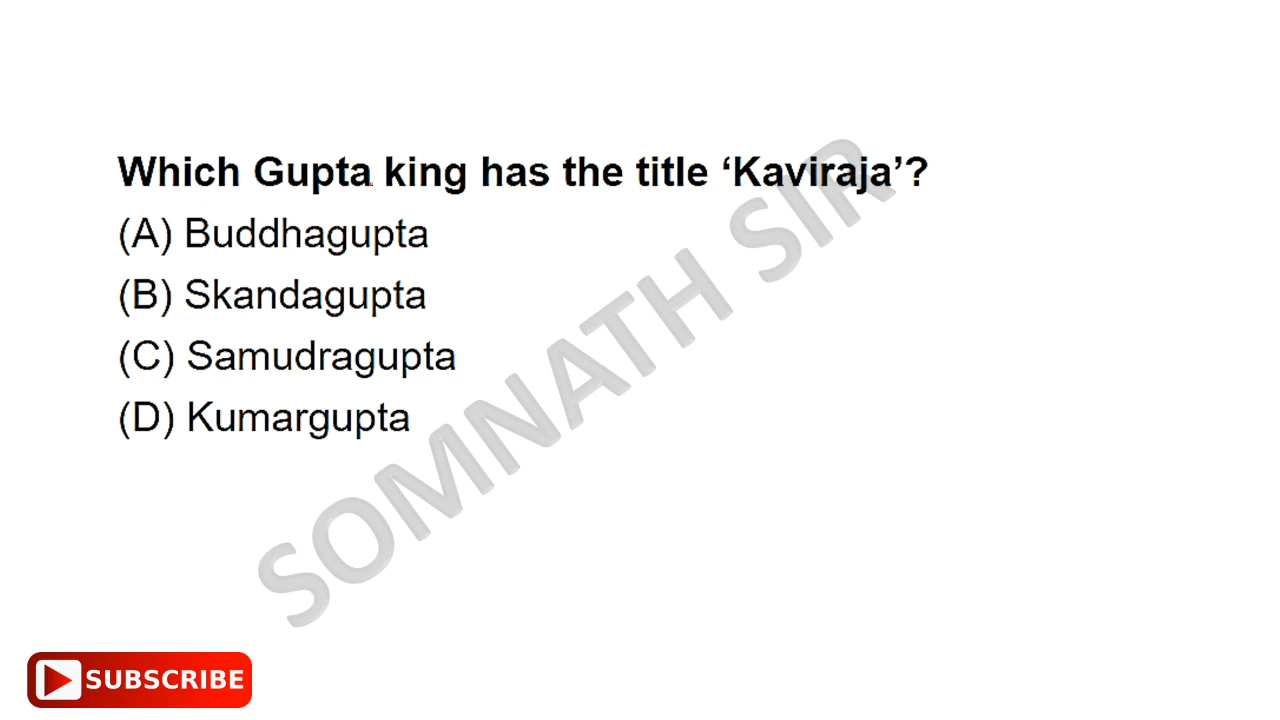 Which Gupta king has the title ‘Kaviraja’?
(A) Buddhagupta
(B) Skandagupta
(C) Samudragupta
(D) Kumargupta
SOMNATH SIR
SUBSCRIBE